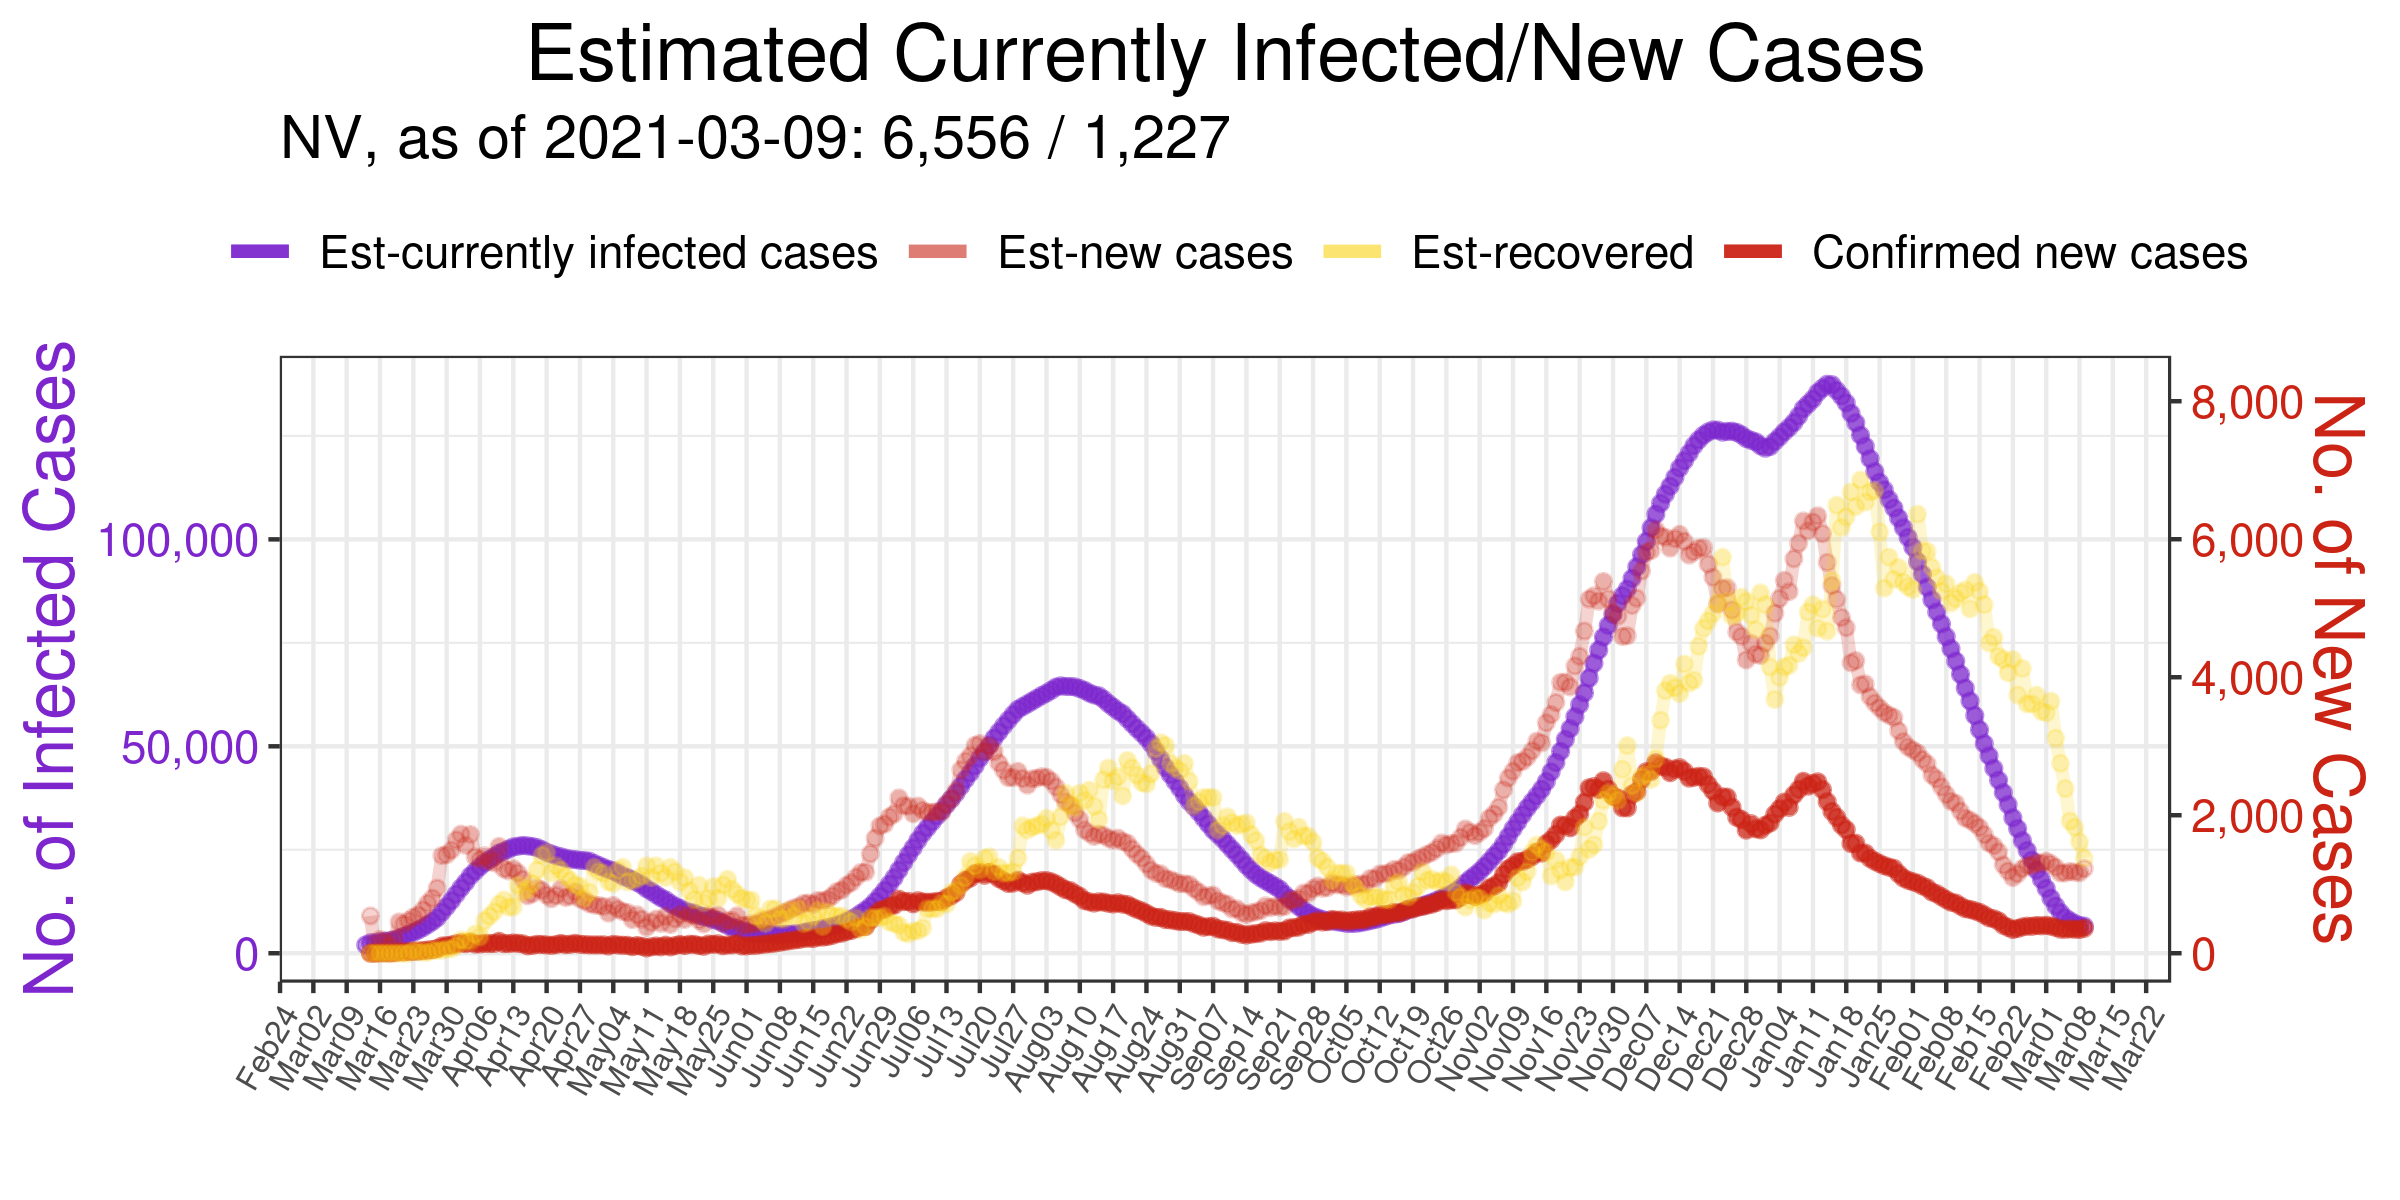 Estimated Currently Infected/New Cases
NV, as of 2021-03-09: 6,556 / 1,227
Est-currently infected cases Est-new cases Est-recovered Confirmed new cases
No. of Infected Cases
100,000
50,000
0
8,000
6,000
4,000
2,000
0
No. of New Cases
Feb24 Mar02 Mar09 Mar16 Mar23 Mar30 Apr06 Apr13 Apr20 Apr27 May04 May11 May18 May25 Jun01 Jun08 Jun15 Jun22 Jun29 Jul06 Jul13 Jul20 Jul27 Aug03 Aug10 Aug17 Aug24 Aug31 Sep07 Sep14 Sep21 Sep28 Oct05 Oct12 Oct19 Oct26 Nov02 Nov09 Nov16 Nov23 Nov30 Dec07 Dec14 Dec21 Dec28 Jan04 Jan11 Jan18 Jan25 Feb01 Feb08 Feb15 Feb22 Mar01 Mar08 Mar15 Mar22